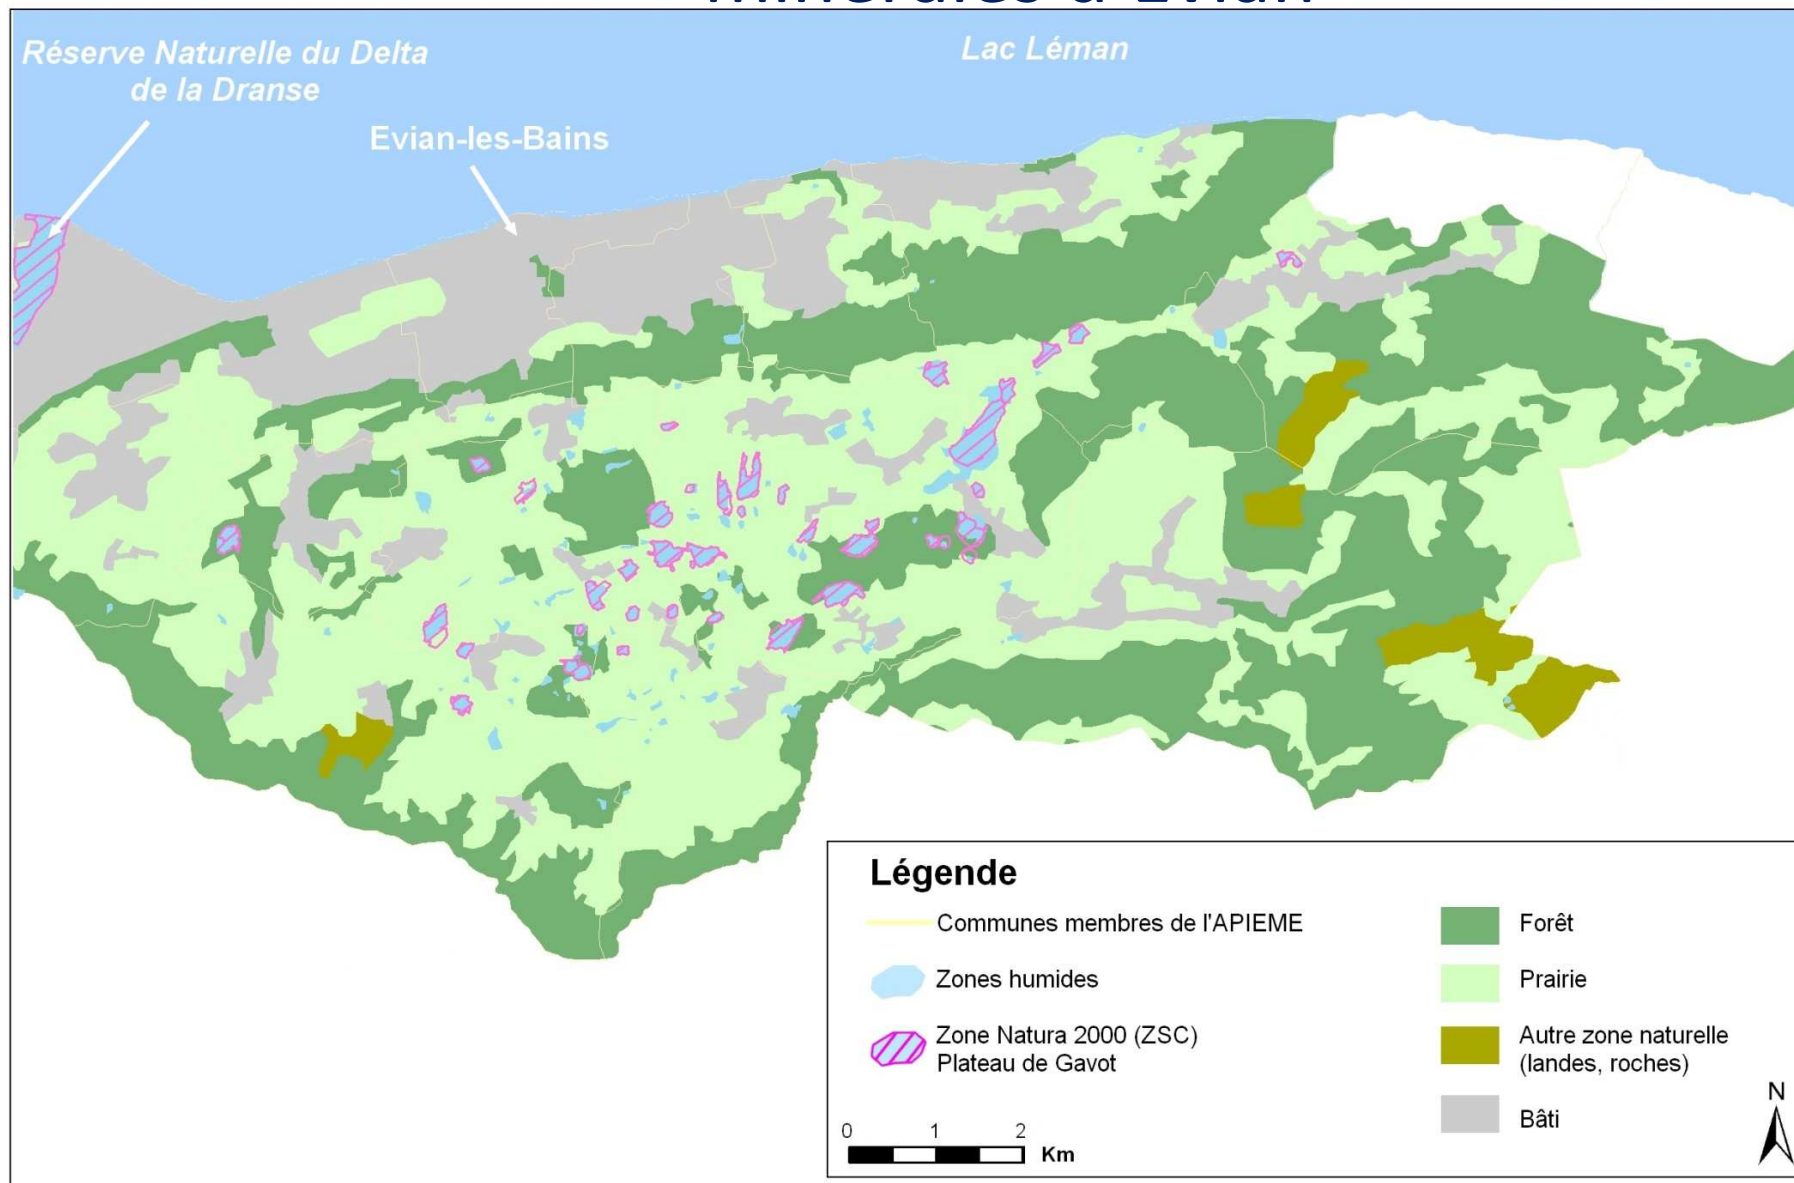 Réserve Naturelle du Delta
de la Dranse
Lac Léman
Evian-les-Bains
Légende
Communes membres de l'APIEME
Zones humides
Zone Natura 2000 (ZSC)
Plateau de Gavot
Forêt
Prairie
Autre zone naturelle
(landes, roches)
Bâti
0 1 2
Km
N